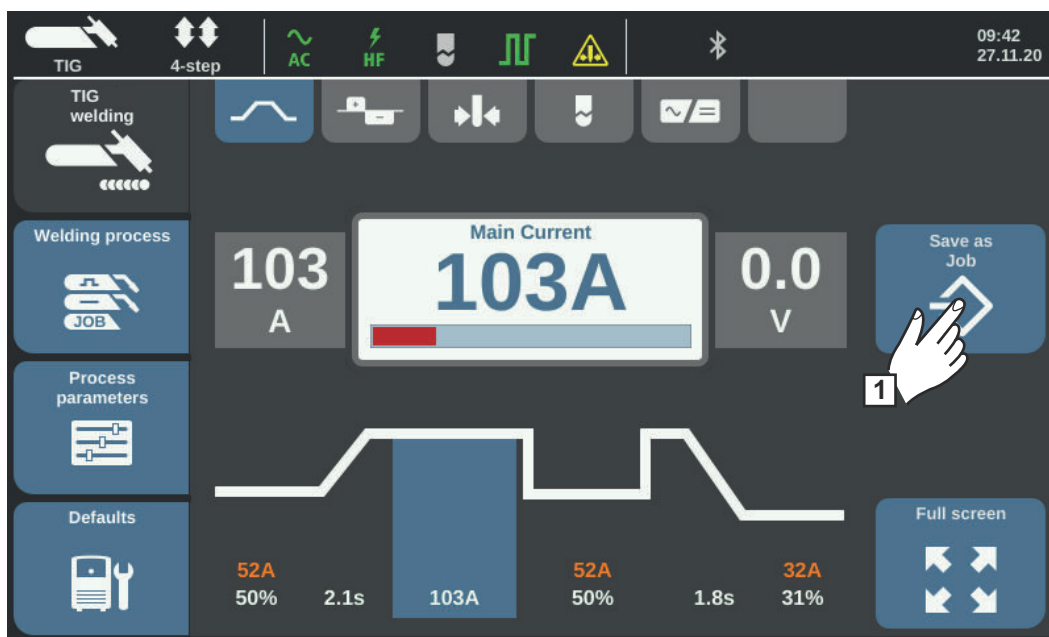 TIG
4-step
AC
HF
09:42
27.11.20
TIG
welding
Welding process
JOB
Process
parameters
Defaults
103
A
Main Current
103A
0.0
V
Save as
Job
1
52A
50%
2.1s
103A
52A
50%
1.8s
32A
31%
Full screen